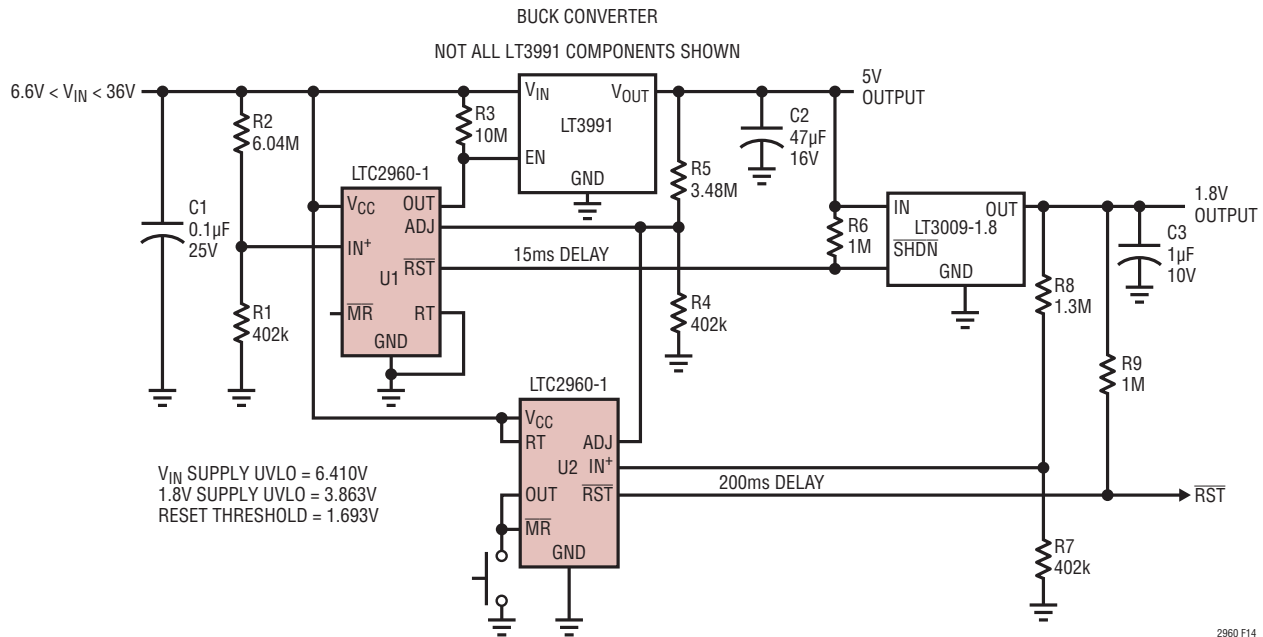 BUCK CONVERTER
NOT ALL LT3991 COMPONENTS SHOWN
6.6V < VIN < 36V
R2
6.04M
R3
10M
VIN
VOUT
LT3991
EN
GND
5V
OUTPUT
C2
47µF
16V
R5
3.48M
LTC2960-1
VCC
OUT
ADJ
IN+
RST
U1
MR
RT
GND
C1
0.1µF
25V
R1
402k
15ms DELAY
R4
402k
R6
1M
IN
OUT
LT3009-1.8
SHDN
GND
1.8V
OUTPUT
C3
1µF
10V
R8
1.3M
R9
1M
LTC2960-1
VCC
RT
ADJ
U2
IN+
OUT
RST
MR
GND
200ms DELAY
RST
R7
402k
VIN SUPPLY UVLO = 6.410V
1.8V SUPPLY UVLO = 3.863V
RESET THRESHOLD = 1.693V
2960 F14